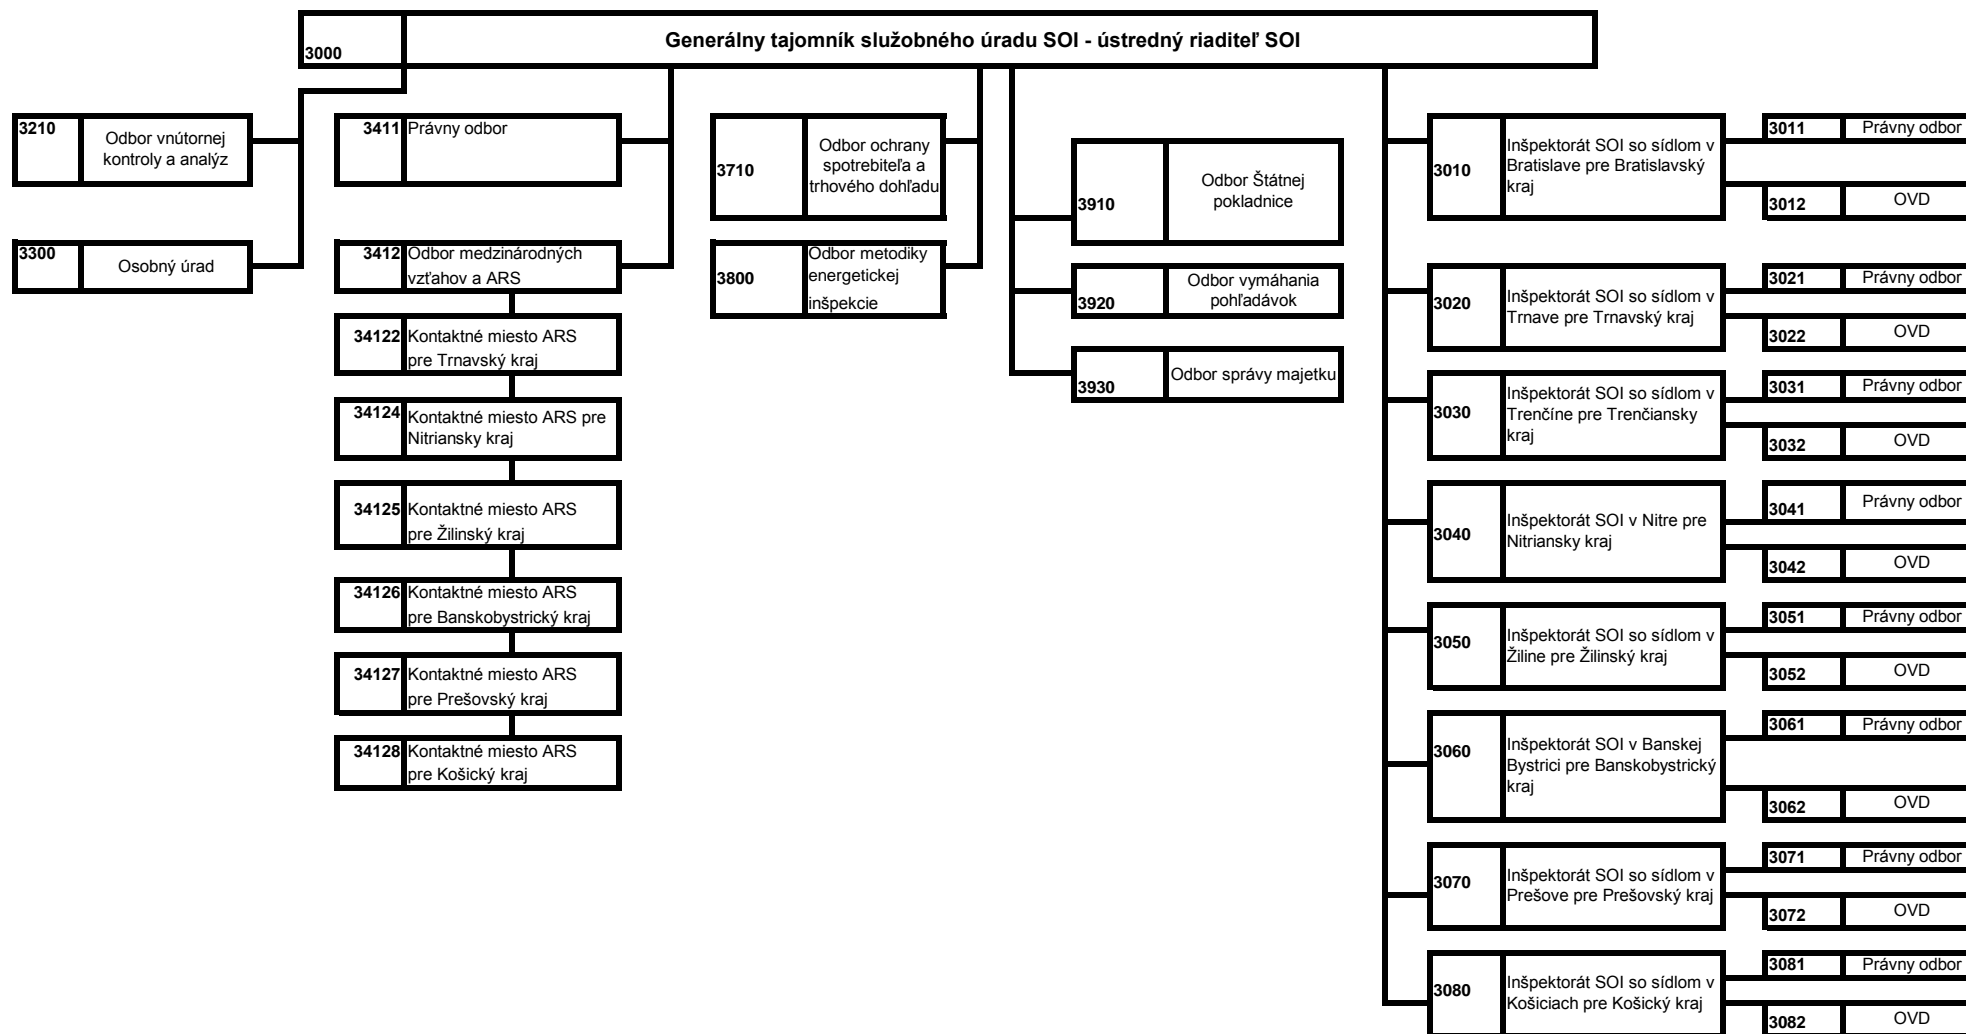 3000
Generálny tajomník služobného úradu SOI - ústredný riaditeľ SOI
3210
Odbor vnútornej
kontroly a analýz
3300
Osobný úrad
3411 Právny odbor
3412 Odbor medzinárodných
vzťahov a ARS
34122 Kontaktné miesto ARS
pre Trnavský kraj
34124 Kontaktné miesto ARS pre
Nitriansky kraj
34125 Kontaktné miesto ARS
pre Žilinský kraj
34126 Kontaktné miesto ARS
pre Banskobystrický kraj
34127 Kontaktné miesto ARS
pre Prešovský kraj
34128 Kontaktné miesto ARS
pre Košický kraj
3710
Odbor ochrany
spotrebiteľa a
trhového dohľadu
3800
Odbor metodiky
energetickej
inšpekcie
3910
Odbor Štátnej
pokladnice
3920
Odbor vymáhania
pohľadávok
3930
Odbor správy majetku
3010
Inšpektorát SOI so sídlom v
Bratislave pre Bratislavský
kraj
3011 Právny odbor
3012 OVD
3020
Inšpektorát SOI so sídlom v
Trnave pre Trnavský kraj
3021 Právny odbor
3022 OVD
3030
Inšpektorát SOI so sídlom v
Trenčíne pre Trenčiansky
kraj
3031 Právny odbor
3032 OVD
3040
Inšpektorát SOI v Nitre pre
Nitriansky kraj
3041 Právny odbor
3042 OVD
3050
Inšpektorát SOI so sídlom v
Žiline pre Žilinský kraj
3051 Právny odbor
3052 OVD
3060
Inšpektorát SOI v Banskej
Bystrici pre Banskobystrický
kraj
3061 Právny odbor
3062 OVD
3070
Inšpektorát SOI so sídlom v
Prešove pre Prešovský kraj
3071 Právny odbor
3072 OVD
3080
Inšpektorát SOI so sídlom v
Košiciach pre Košický kraj
3081 Právny odbor
3082 OVD